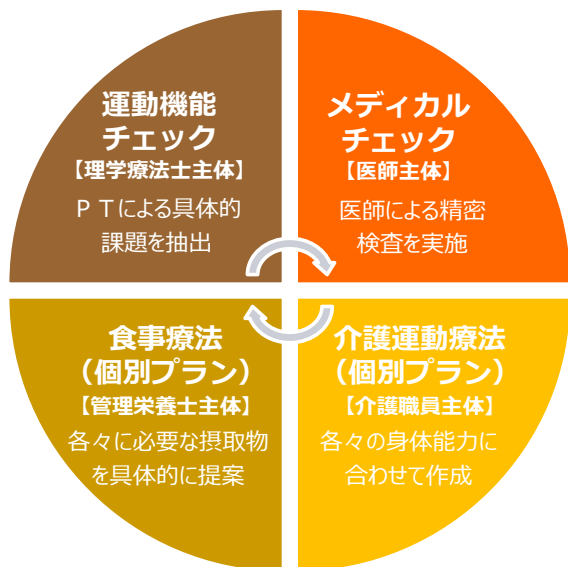 運動機能
チェック
【理学療法士主体】
ＰＴによる具体的
課題を抽出
メディカル
チェック
【医師主体】
医師による精密
検査を実施
食事療法
（個別プラン）
【管理栄養士主体】
各々に必要な摂取物
を具体的に提案
介護運動療法
（個別プラン）
【介護職員主体】
各々の身体能力に
合わせて作成